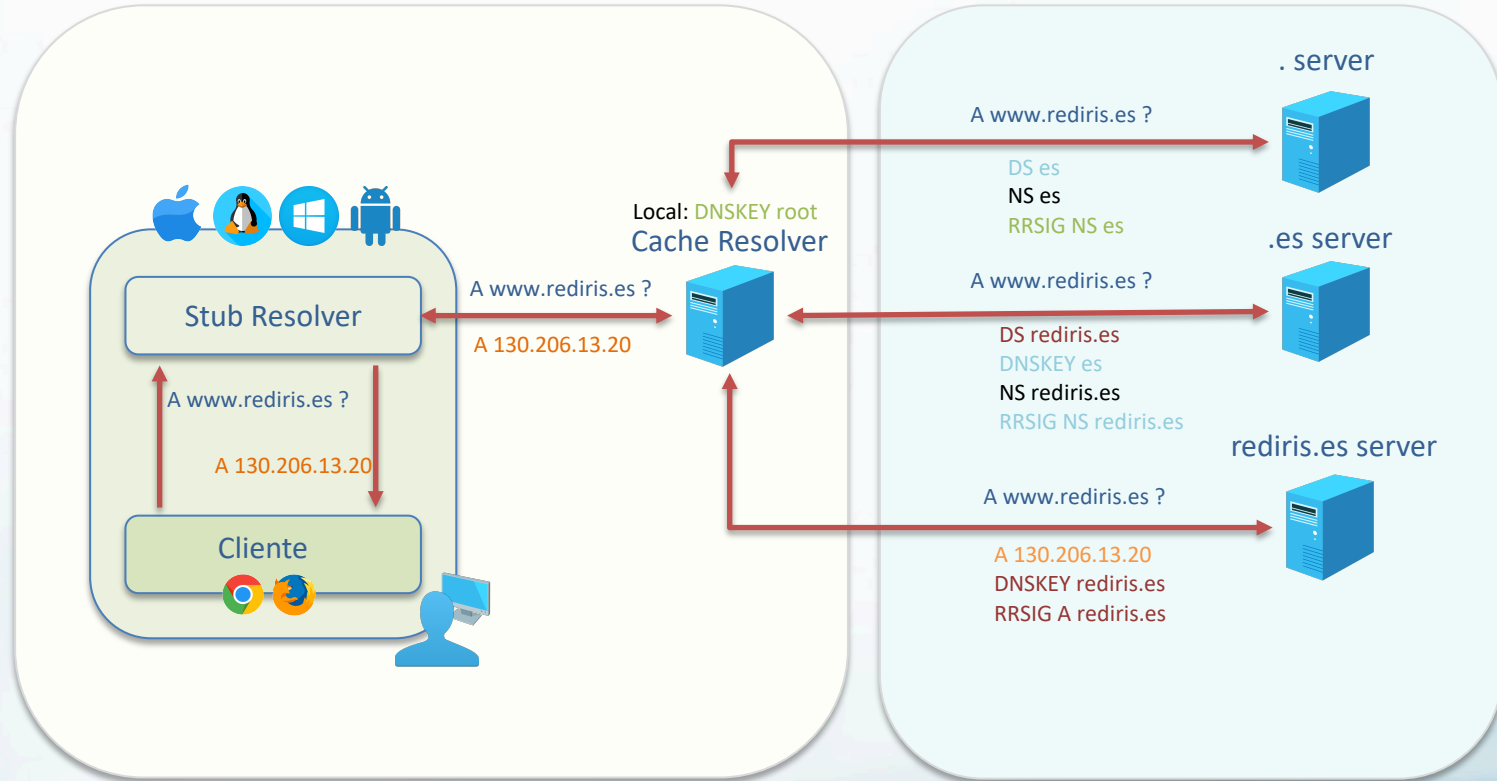 . server
A www.rediris.es ?
DS es
NS es
RRSIG NS es
Local: DNSKEY root
Cache Resolver
.es server
A www.rediris.es ?
DS rediris.es
DNSKEY es
NS rediris.es
RRSIG NS rediris.es
A www.rediris.es ?
A 130.206.13.20
Stub Resolver
A www.rediris.es ?
A 130.206.13.20
Cliente
rediris.es server
A www.rediris.es ?
A 130.206.13.20
DNSKEY rediris.es
RRSIG A rediris.es